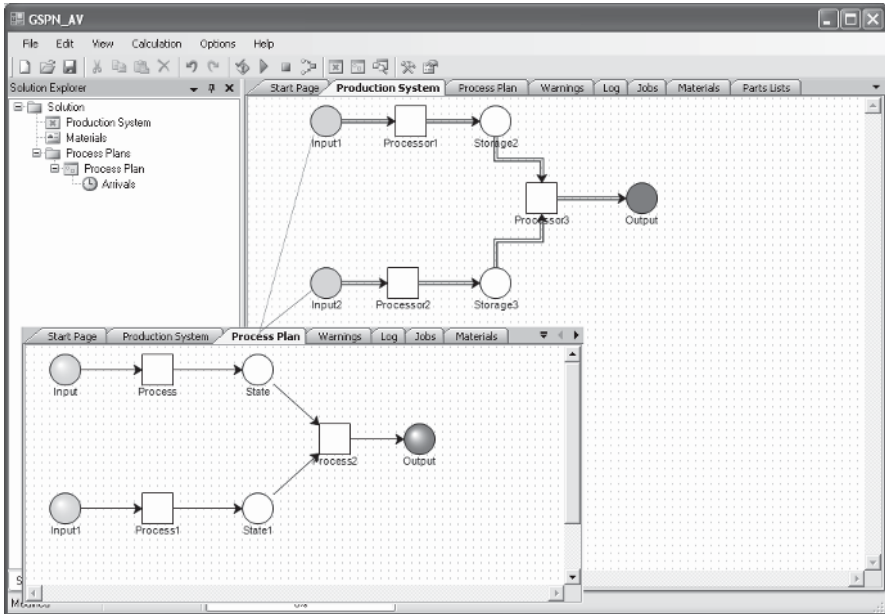 GSPN_AV
File Edit View Calculation Options Help
Solution Explorer
Start Page Production System Process Plan Warnings Log Jobs Materials Parts Lists
Solution
Production System
Materials
Process Plans
Process Plan
Arrivals
Input1 Processor1 Storage2
Processor3 Output
Input2 Processor2 Storage3
Start Page Production System Process Plan Warnings Log Jobs Materials
Input Process State
Process2 Output
Input1 Process1 State1